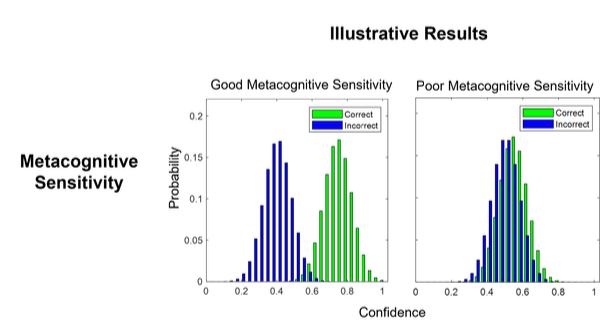 Illustrative Results
Good Metacognitive Sensitivity
Poor Metacognitive Sensitivity
Correct
Incorrect
Correct
Incorrect
Metacognitive
Sensitivity
Probability
0.2
0.15
0.1
0.05
0
0 0.2 0.4 0.6 0.8 1
0 0.2 0.4 0.6 0.8 1
Confidence